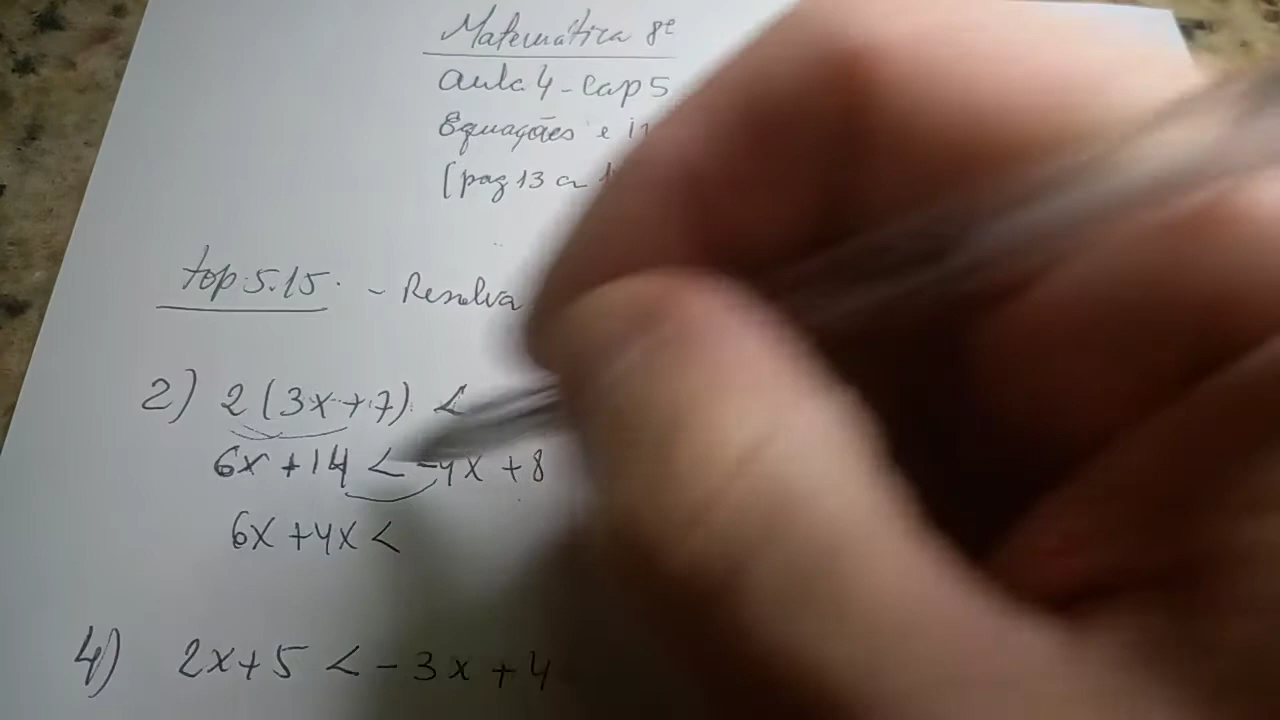 Matemática 8º
aula 4 - Cap 5
Equações e
[pag 13 a
top. 5.15. - Resolva
2) 2(3x+7) <
6x +14 < -4x +8
6x +4x <
4) 2x+5 < -3x +4